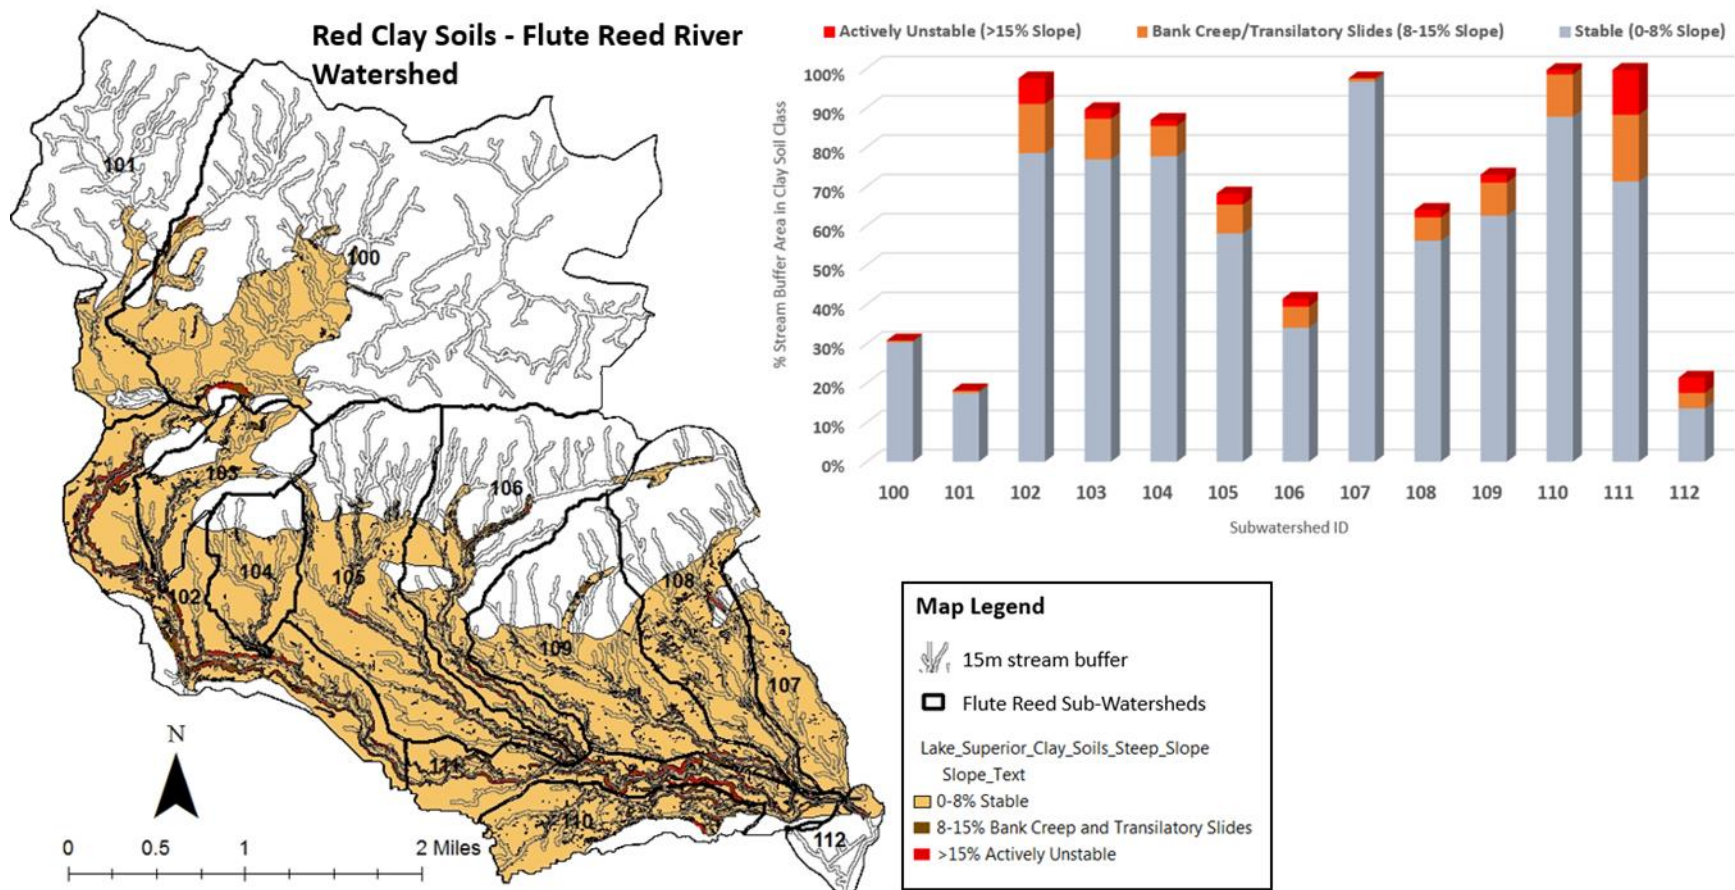 Red Clay Soils - Flute Reed River
Watershed
101
100
103
106
104
105
102
108
109
107
111
110
112
N
0 0.5 1 2 Miles
Actively Unstable (>15% Slope) Bank Creep/Transilatory Slides (8-15% Slope) Stable (0-8% Slope)
% Stream Buffer Area in Clay Soil Class
100%
90%
80%
70%
60%
50%
40%
30%
20%
10%
0%
100 101 102 103 104 105 106 107 108 109 110 111 112
Subwatershed ID
Map Legend
15m stream buffer
Flute Reed Sub-Watersheds
Lake_Superior_Clay_Soils_Steep_Slope
Slope_Text
0-8% Stable
8-15% Bank Creep and Transilatory Slides
>15% Actively Unstable